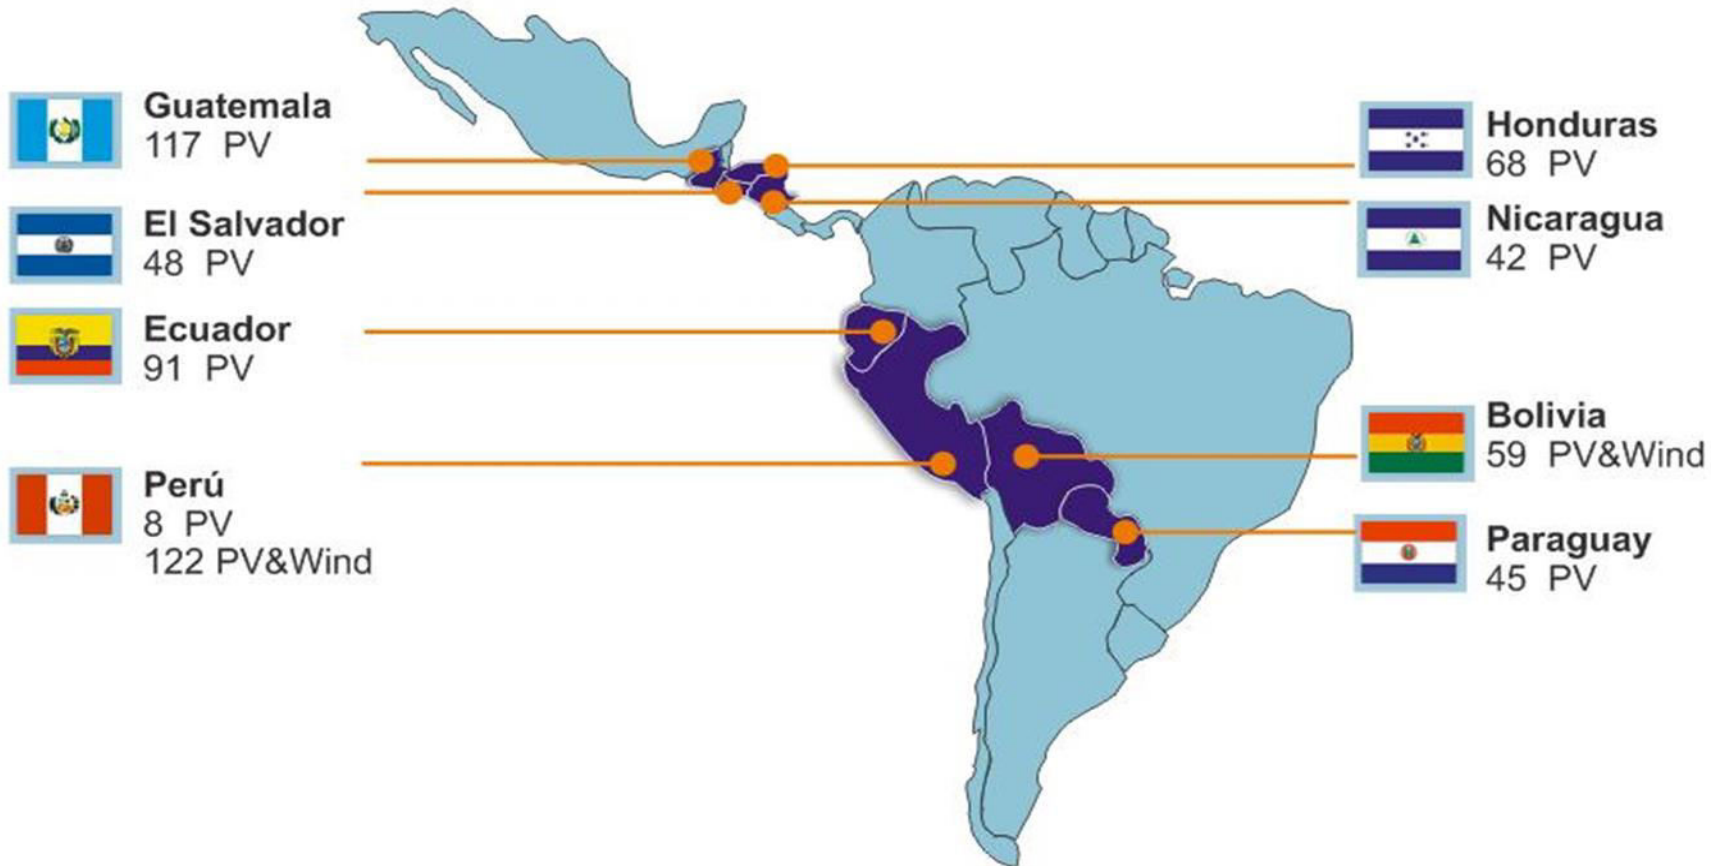 Guatemala
117 PV
El Salvador
48 PV
Ecuador
91 PV
Perú
8 PV
122 PV&Wind
Honduras
68 PV
Nicaragua
42 PV
Bolivia
59 PV&Wind
Paraguay
45 PV